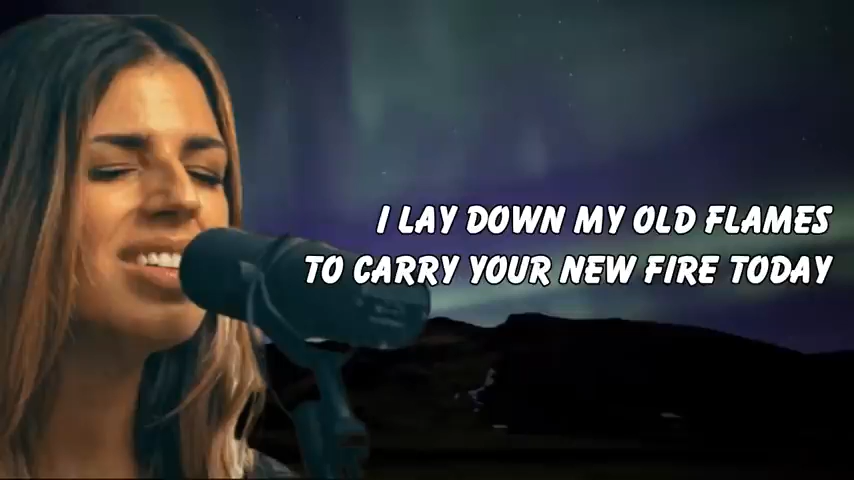 I LAY DOWN MY OLD FLAMES
TO CARRY YOUR NEW FIRE TODAY